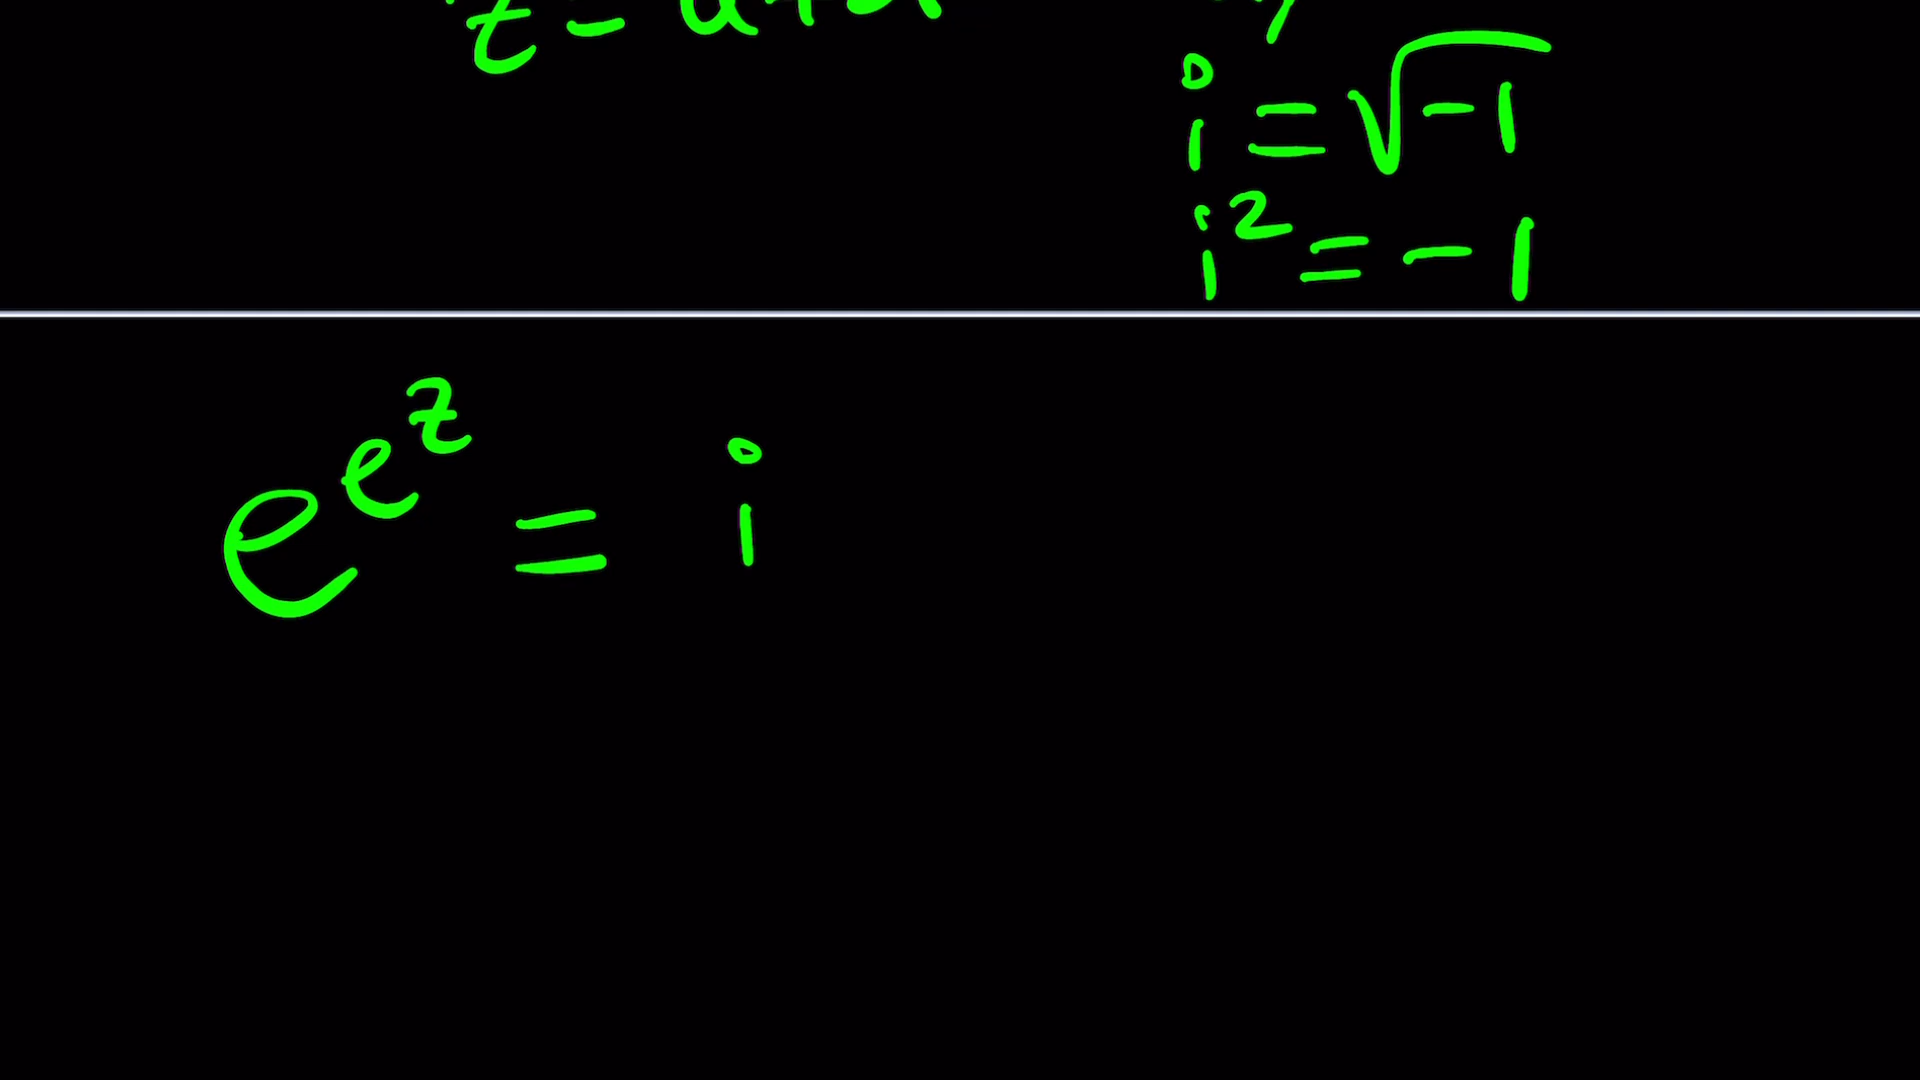 z =
i = √-1
i² = -1
e^e^z = i